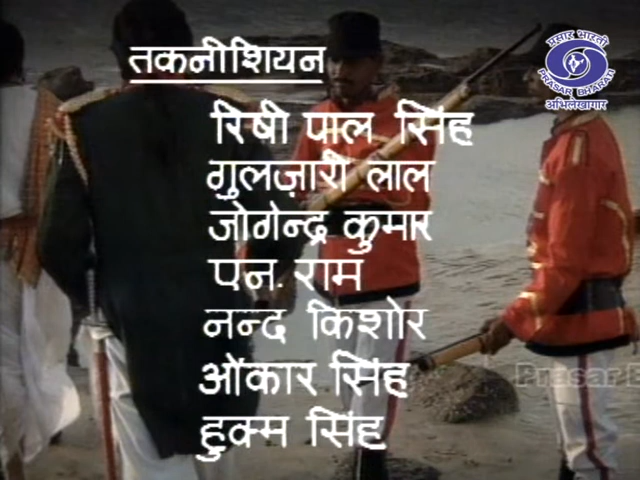 तकनीशियन
रिषी पाल सिंह
गुलज़ारी लाल
जोगेन्द्र कुमार
एन. राम
नन्द किशोर
ओंकार सिंह
हुक्म सिंह
प्रसार भारती
PRASAR BHARATI
अभिलेखागार
Prasar B